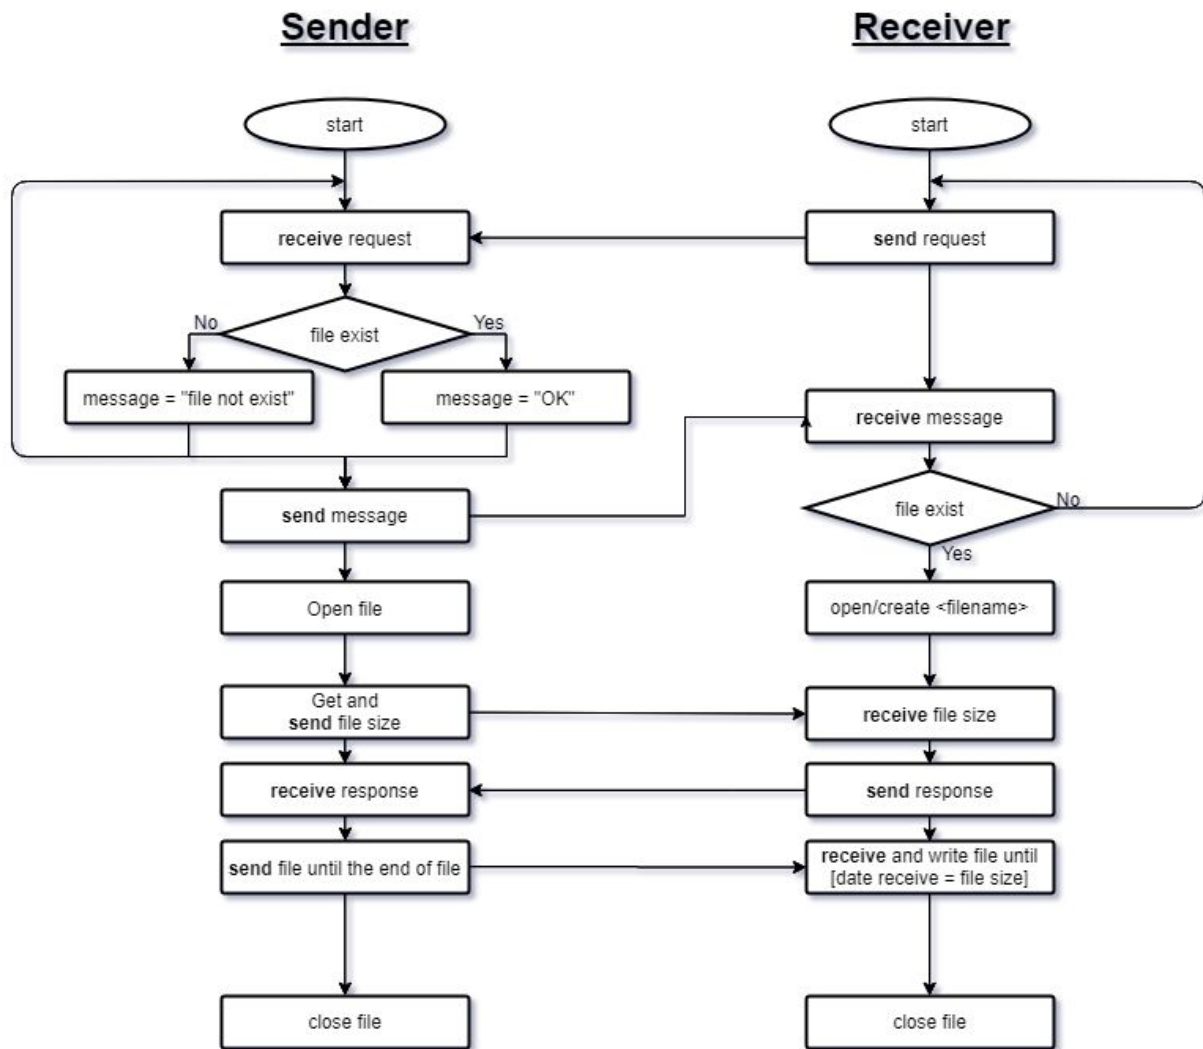 Sender
Receiver
start
start
receive request
send request
file exist
No
Yes
message = "file not exist"
message = "OK"
receive message
send message
file exist
No
Yes
Open file
open/create <filename>
Get and
send file size
receive file size
receive response
send response
send file until the end of file
receive and write file until
[date receive = file size]
close file
close file